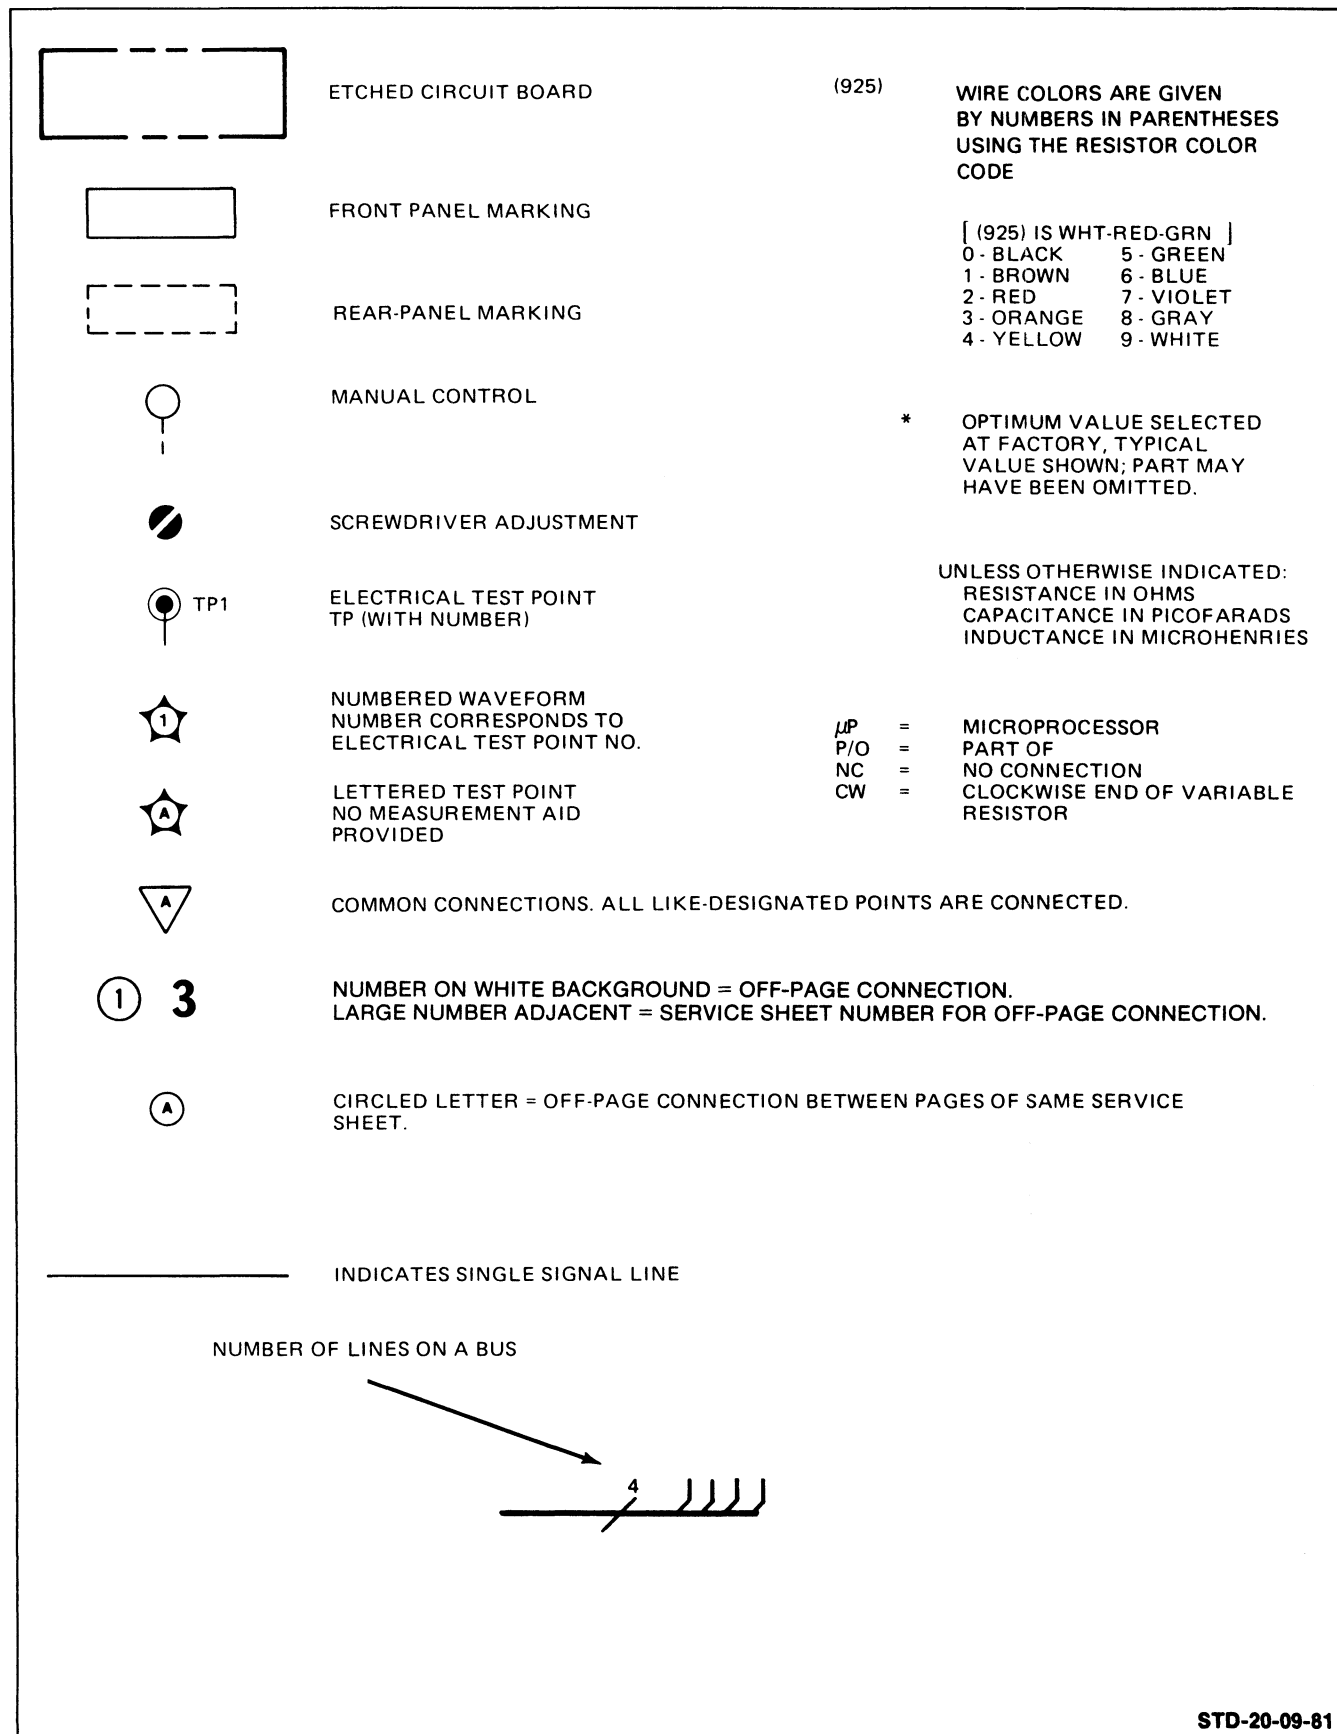 ETCHED CIRCUIT BOARD
(925)
WIRE COLORS ARE GIVEN
BY NUMBERS IN PARENTHESES
USING THE RESISTOR COLOR
CODE
FRONT PANEL MARKING
[ (925) IS WHT-RED-GRN ]
0 - BLACK 5 - GREEN
1 - BROWN 6 - BLUE
2 - RED 7 - VIOLET
3 - ORANGE 8 - GRAY
4 - YELLOW 9 - WHITE
REAR-PANEL MARKING
MANUAL CONTROL
* OPTIMUM VALUE SELECTED
AT FACTORY, TYPICAL
VALUE SHOWN; PART MAY
HAVE BEEN OMITTED.
SCREWDRIVER ADJUSTMENT
UNLESS OTHERWISE INDICATED:
RESISTANCE IN OHMS
CAPACITANCE IN PICOFARADS
INDUCTANCE IN MICROHENRIES
TP1
ELECTRICAL TEST POINT
TP (WITH NUMBER)
1
NUMBERED WAVEFORM
NUMBER CORRESPONDS TO
ELECTRICAL TEST POINT NO.
μP = MICROPROCESSOR
P/O = PART OF
NC = NO CONNECTION
CW = CLOCKWISE END OF VARIABLE
RESISTOR
A
LETTERED TEST POINT
NO MEASUREMENT AID
PROVIDED
A
COMMON CONNECTIONS. ALL LIKE-DESIGNATED POINTS ARE CONNECTED.
1 3
NUMBER ON WHITE BACKGROUND = OFF-PAGE CONNECTION.
LARGE NUMBER ADJACENT = SERVICE SHEET NUMBER FOR OFF-PAGE CONNECTION.
A
CIRCLED LETTER = OFF-PAGE CONNECTION BETWEEN PAGES OF SAME SERVICE
SHEET.
INDICATES SINGLE SIGNAL LINE
NUMBER OF LINES ON A BUS
4
STD-20-09-81